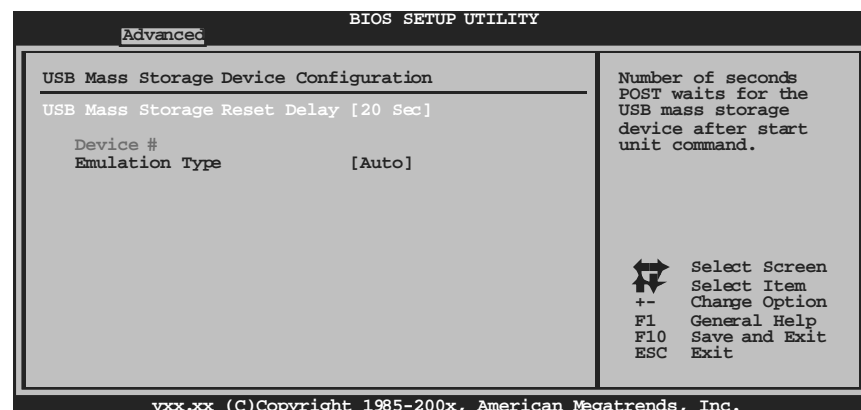 BIOS SETUP UTILITY
Advanced
USB Mass Storage Device Configuration
USB Mass Storage Reset Delay [20 Sec]
Device #
Emulation Type [Auto]
Number of seconds
POST waits for the
USB mass storage
device after start
unit command.
Select Screen
Select Item
+- Change Option
F1 General Help
F10 Save and Exit
ESC Exit
vxx.xx (C)Copyright 1985-200x, American Megatrends, Inc.